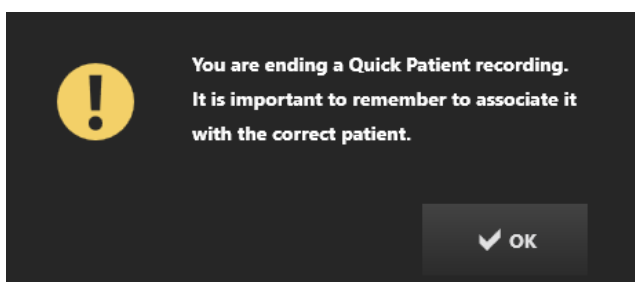 You are ending a Quick Patient recording.
It is important to remember to associate it
with the correct patient.
OK